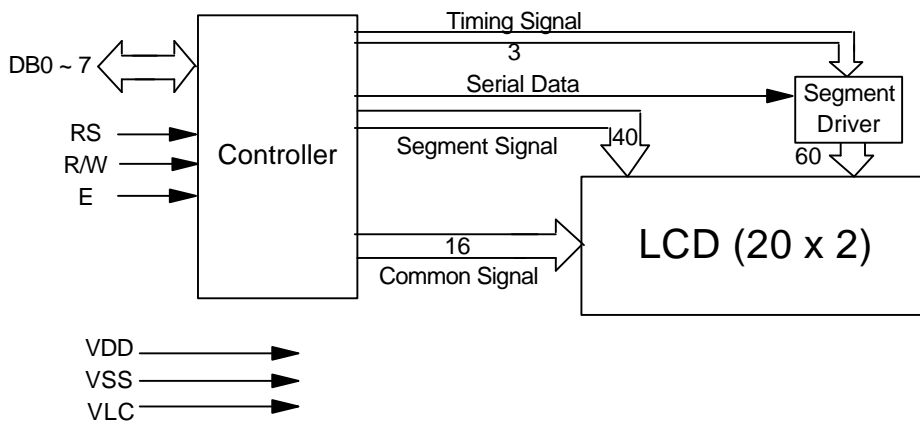 Timing Signal
3
DB0 ~ 7
Serial Data
Segment
Driver
RS
Controller
Segment Signal
40
R/W
60
E
LCD (20 x 2)
16
Common Signal
VDD
VSS
VLC